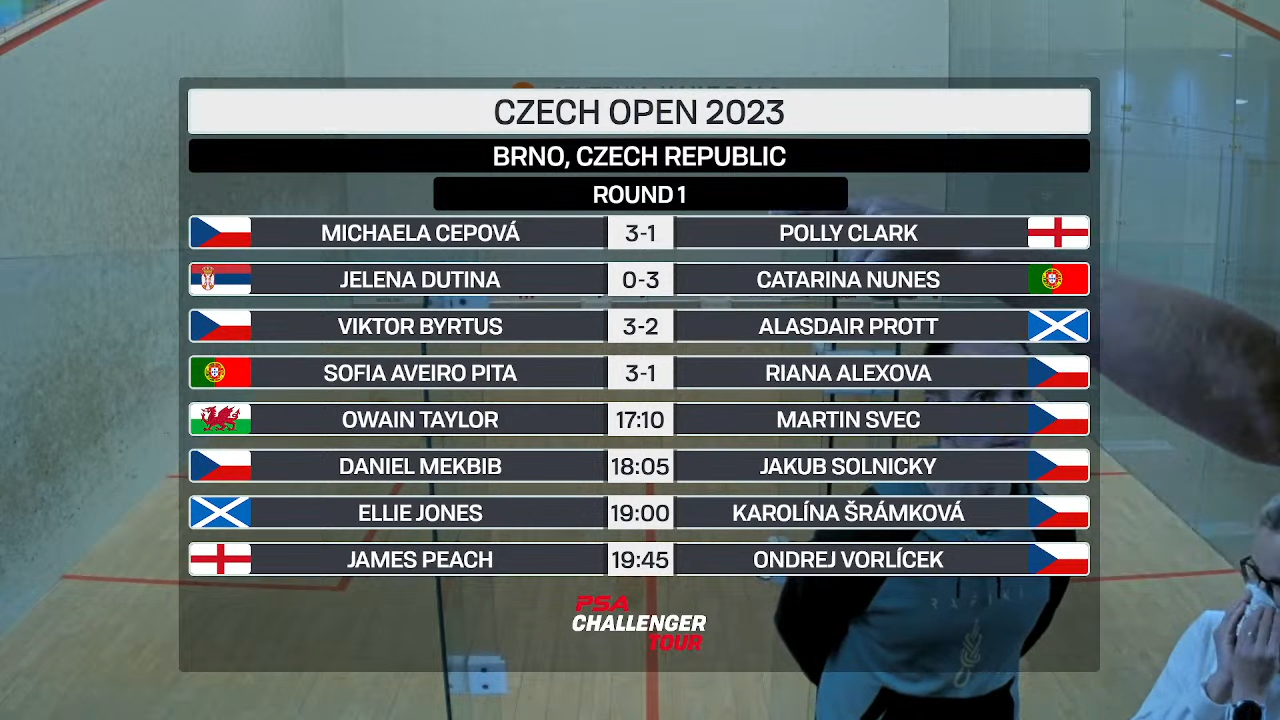 CZECH OPEN 2023
BRNO, CZECH REPUBLIC
ROUND 1
MICHAELA CEPOVÁ 3-1 POLLY CLARK
JELENA DUTINA 0-3 CATARINA NUNES
VIKTOR BYRTUS 3-2 ALASDAIR PROTT
SOFIA AVEIRO PITA 3-1 RIANA ALEXOVA
OWAIN TAYLOR 17:10 MARTIN SVEC
DANIEL MEKBIB 18:05 JAKUB SOLNICKY
ELLIE JONES 19:00 KAROLÍNA ŠRÁMKOVÁ
JAMES PEACH 19:45 ONDREJ VORLÍCEK
PSA
CHALLENGER
TOUR